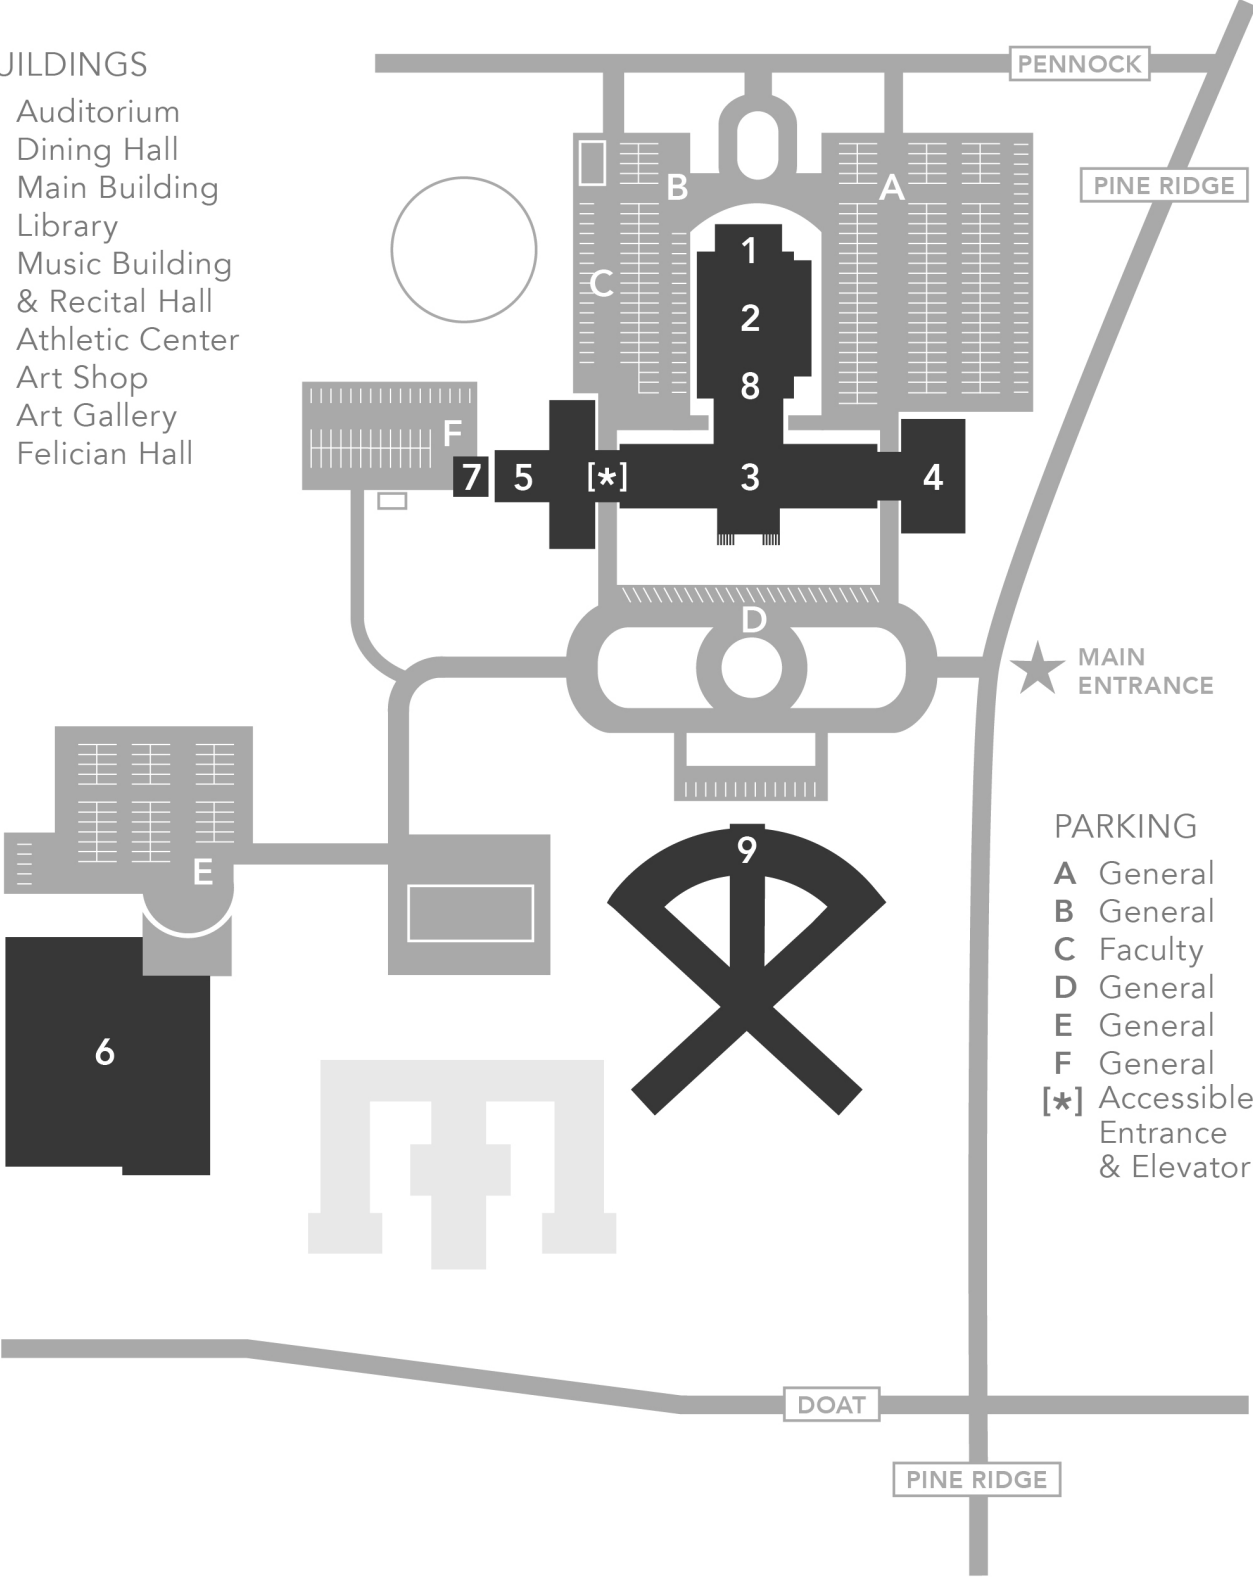 UILDINGS
Auditorium
Dining Hall
Main Building
Library
Music Building
& Recital Hall
Athletic Center
Art Shop
Art Gallery
Felician Hall
PENNOCK
PINE RIDGE
B
A
C
1
2
8
F
7
5
[*]
3
4
D
MAIN
ENTRANCE
E
9
6
PARKING
A General
B General
C Faculty
D General
E General
F General
[*] Accessible
Entrance
& Elevator
DOAT
PINE RIDGE